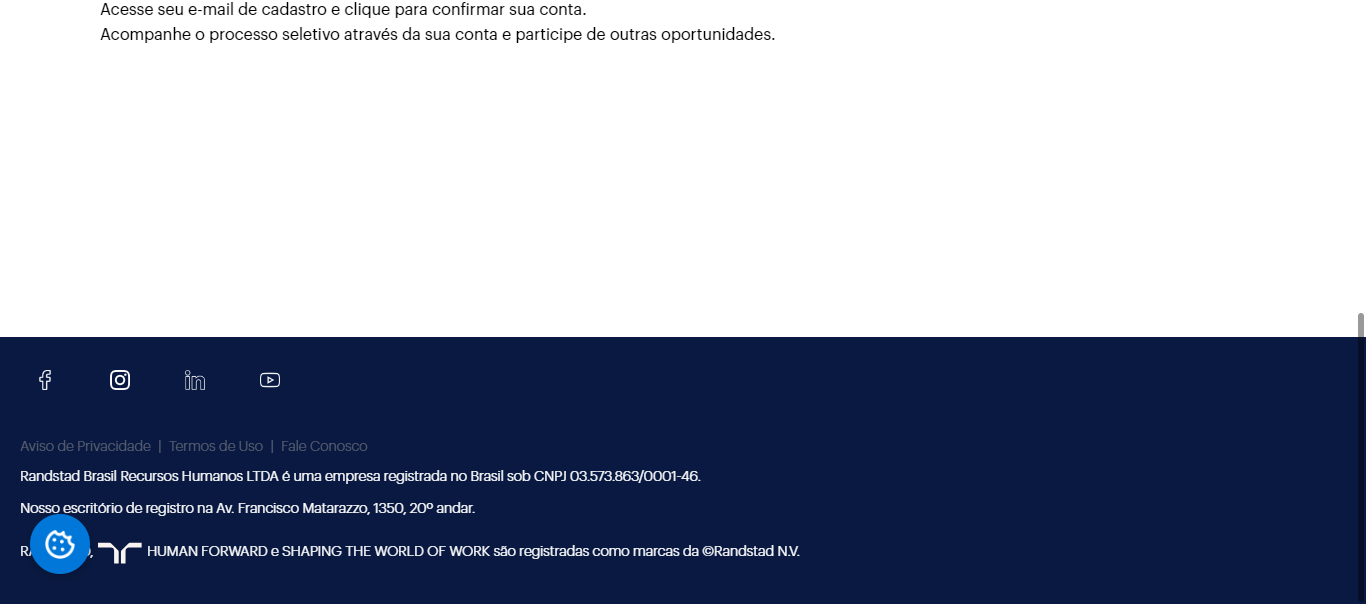 Acesse seu e-mail de cadastro e clique para confirmar sua conta.
Acompanhe o processo seletivo através da sua conta e participe de outras oportunidades.
Aviso de Privacidade | Termos de Uso | Fale Conosco
Randstad Brasil Recursos Humanos LTDA é uma empresa registrada no Brasil sob CNPJ 03.573.863/0001-46.
Nosso escritório de registro na Av. Francisco Matarazzo, 1350, 20º andar.
HUMAN FORWARD e SHAPING THE WORLD OF WORK são registradas como marcas da ©Randstad N.V.